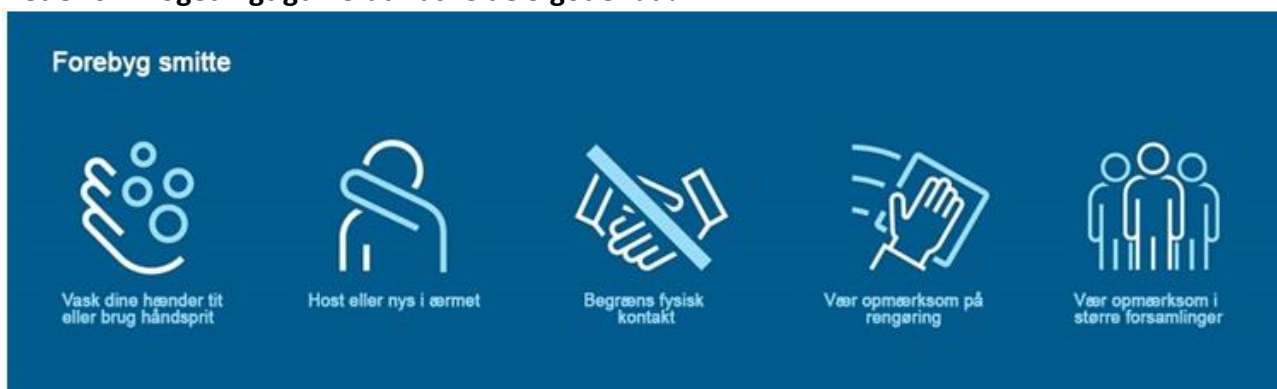 Forebyg smitte
Vask dine hænder tit
eller brug håndsprit
Host eller nys i ærmet
Begræns fysisk
kontakt
Vær opmærksom på
rengøring
Vær opmærksom i
større forsamlinger